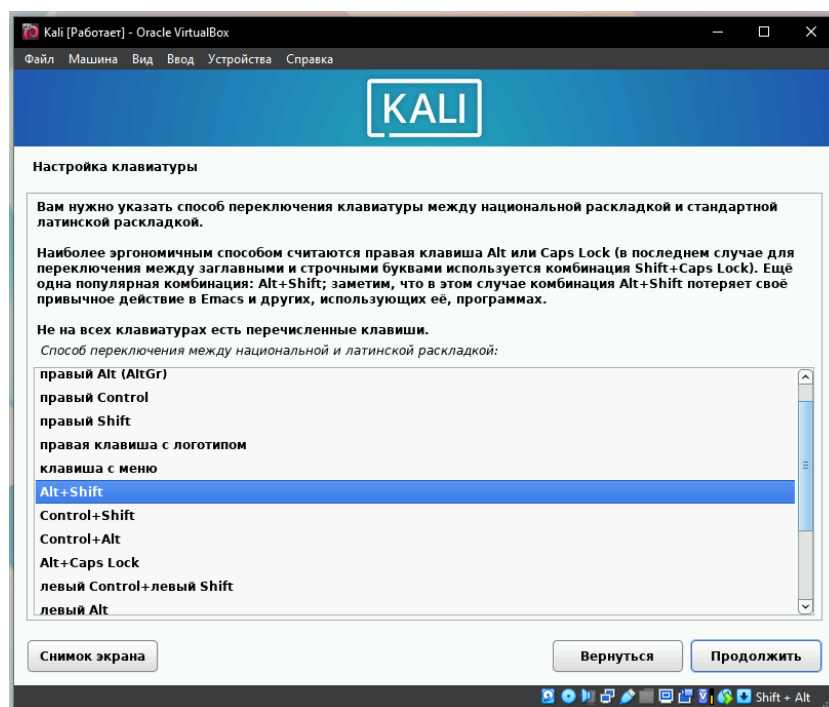 Kali [Работает] - Oracle VirtualBox
Файл Машина Вид Ввод Устройства Справка
KALI
Настройка клавиатуры
Вам нужно указать способ переключения клавиатуры между национальной раскладкой и стандартной
латинской раскладкой.
Наиболее эргономичным способом считаются правая клавиша Alt или Caps Lock (в последнем случае для
переключения между заглавными и строчными буквами используется комбинация Shift+Caps Lock). Ещё
одна популярная комбинация: Alt+Shift; заметим, что в этом случае комбинация Alt+Shift потеряет своё
привычное действие в Emacs и других, использующих её, программах.
Не на всех клавиатурах есть перечисленные клавиши.
Способ переключения между национальной и латинской раскладкой:
правый Alt (AltGr)
правый Control
правый Shift
правая клавиша с логотипом
клавиша с меню
Alt+Shift
Control+Shift
Control+Alt
Alt+Caps Lock
левый Control+левый Shift
левый Alt
Снимок экрана
Вернуться
Продолжить
Shift + Alt